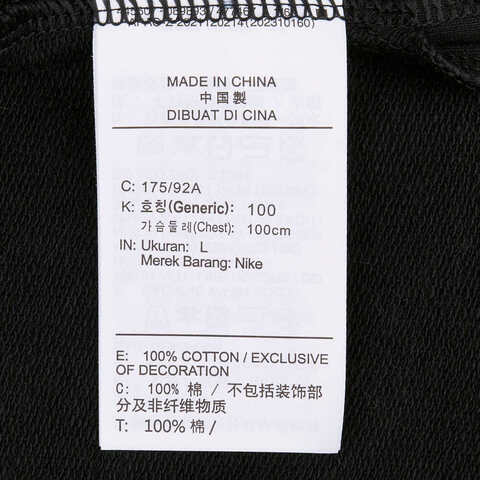 MADE IN CHINA
中国製
DIBUAT DI CINA
C: 175/92A
K: 호칭(Generic): 100
가슴둘레(Chest): 100cm
IN: Ukuran: L
Merek Barang: Nike
E: 100% COTTON / EXCLUSIVE
OF DECORATION
C: 100% 棉 / 不包括装饰部
分及非纤维物质
T: 100% 棉 /